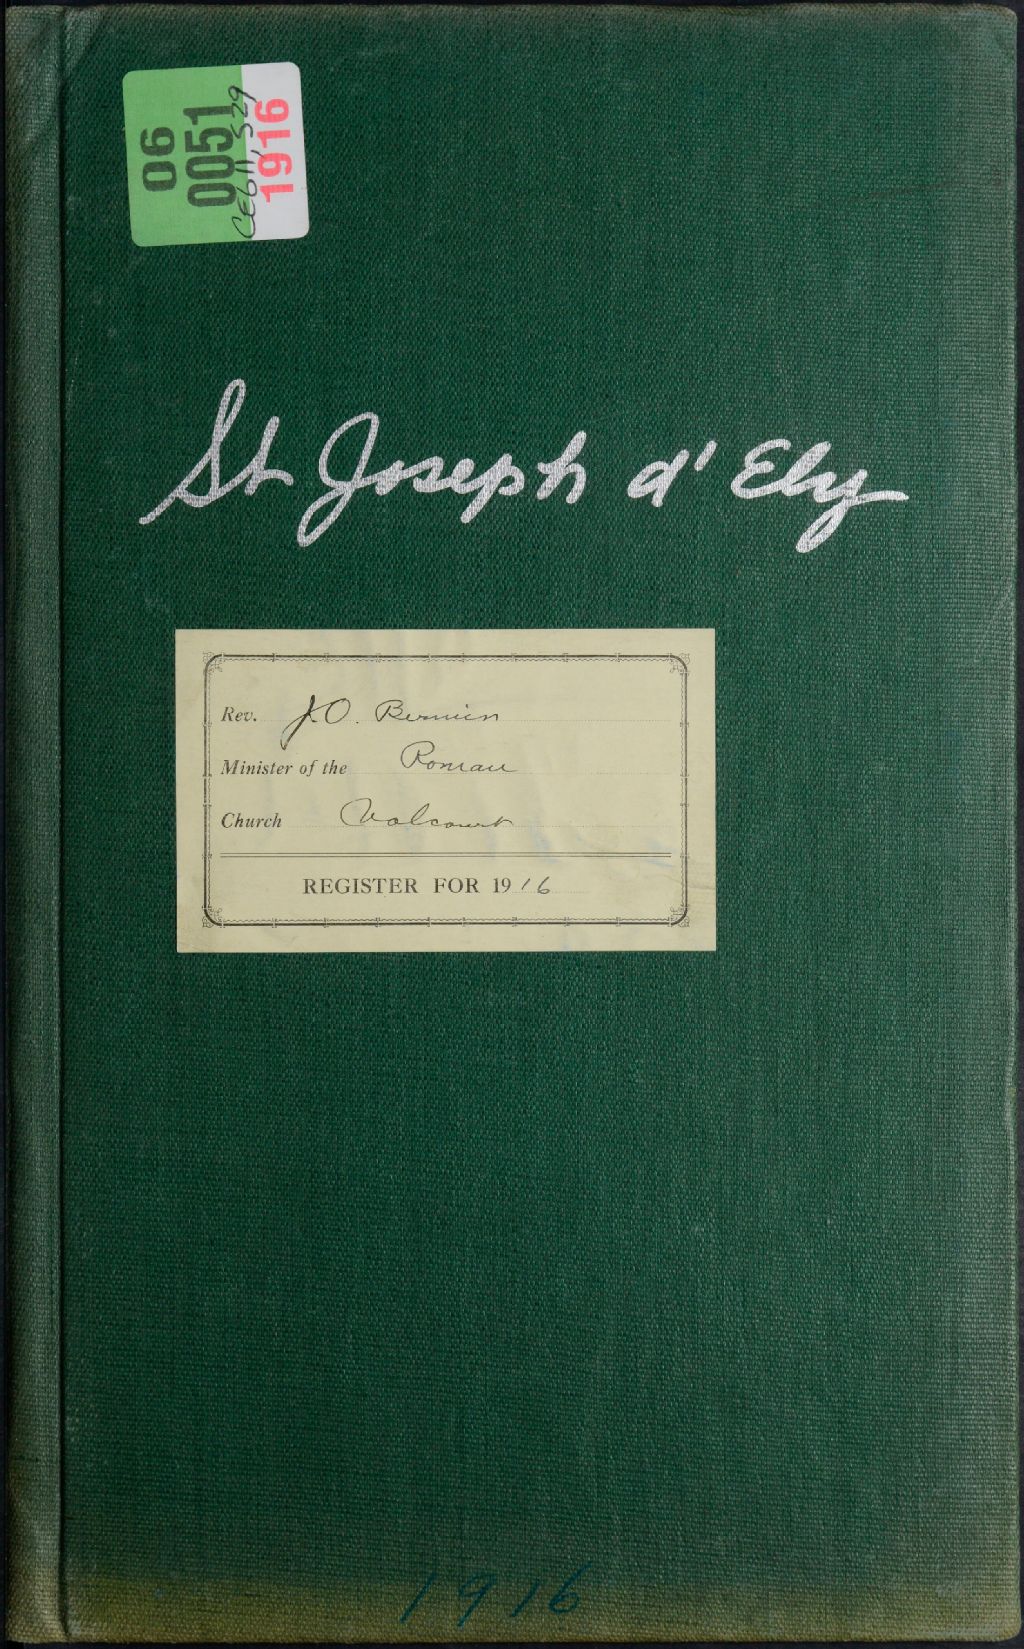 06
0051
CE611, S29
1916
St Joseph d' Ely
Rev. J.O. Bernier
Minister of the Roman
Church Valcourt
REGISTER FOR 1916
1916